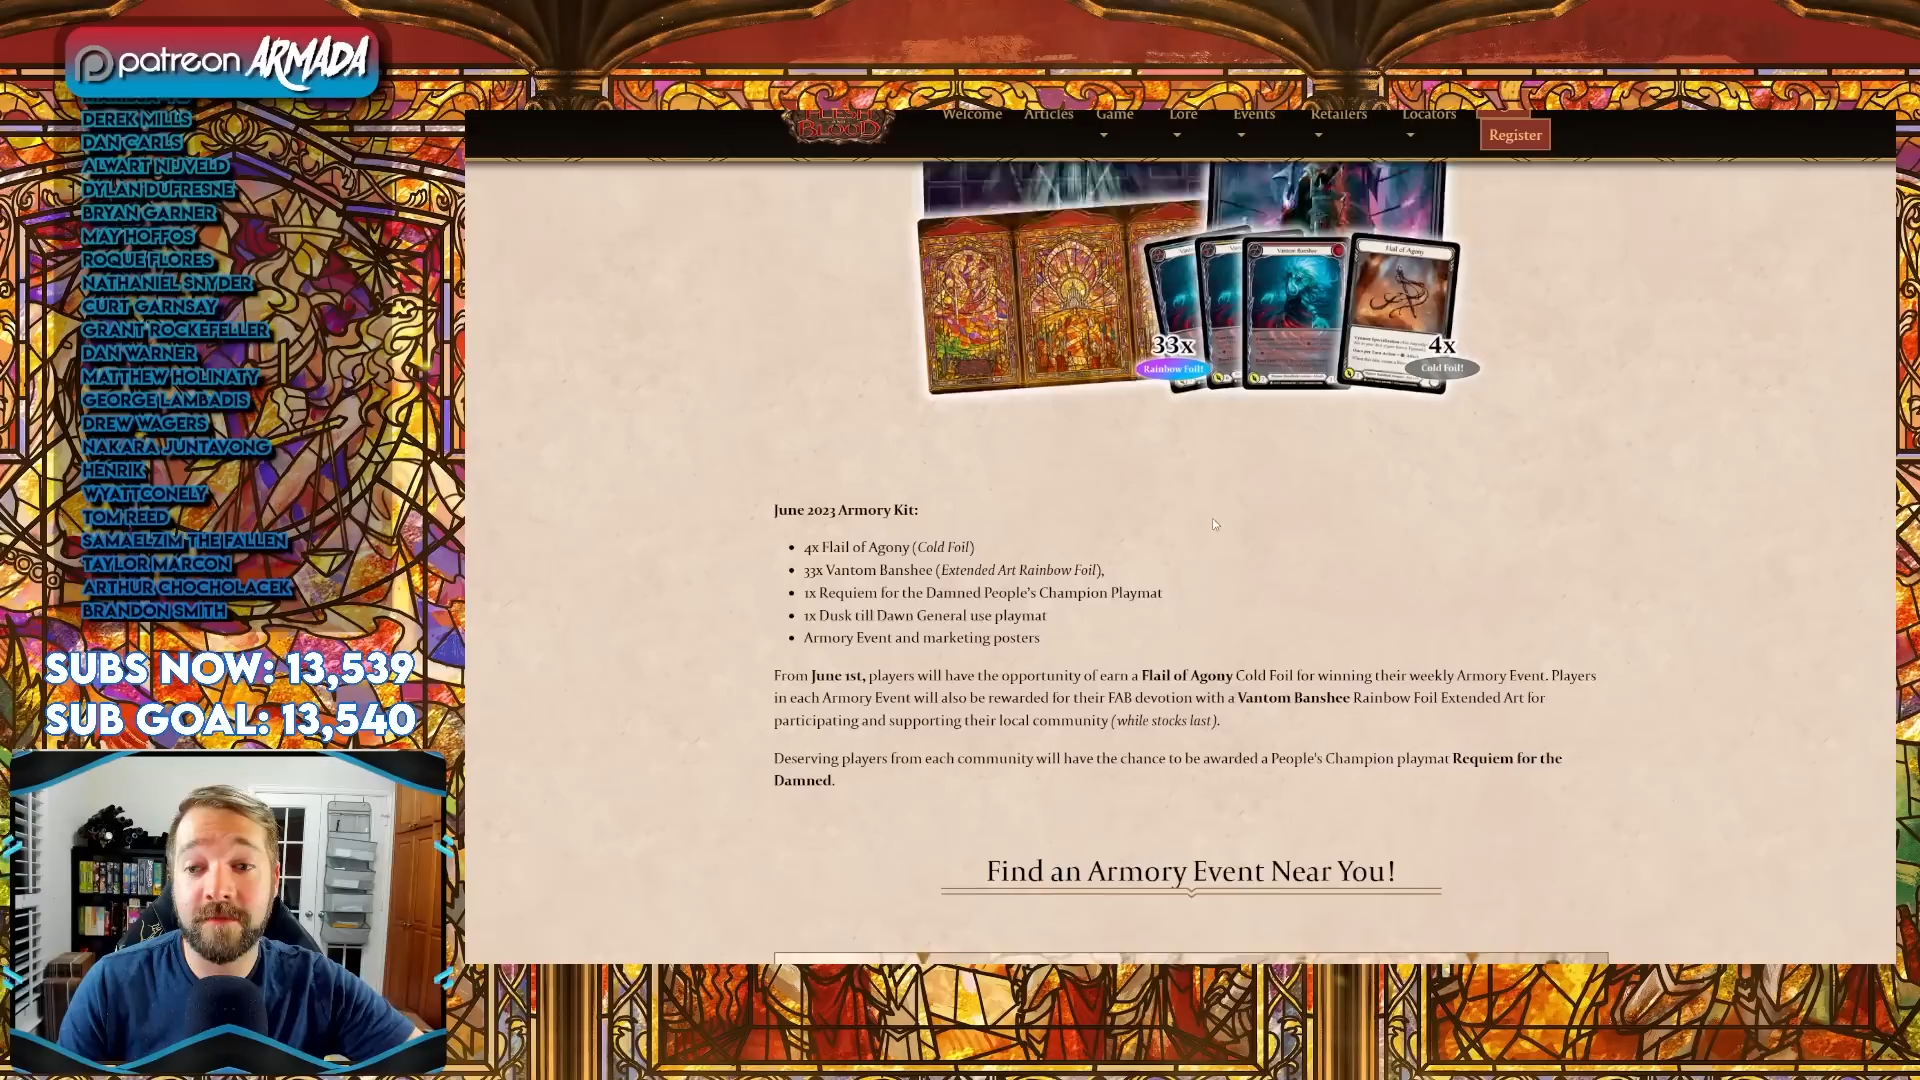 patreon ARMADA
DEREK MILLS
DAN CARLS
ALWART NIJVELD
DYLAN DUFRESNE
BRYAN GARNER
MAY HOFFOS
ROQUE FLORES
NATHANIEL SNYDER
CURT GARNSAY
GRANT ROCKEFELLER
DAN WARNER
MATTHEW HOLINATY
GEORGE LAMBADIS
DREW WAGERS
NAKARA JUNTAVONG
HENRIK
WYATTCONELY
TOM REED
SAMAELZIM THE FALLEN
TAYLOR MARCON
ARTHUR CHOCHOLACEK
BRANDON SMITH
SUBS NOW: 13,539
SUB GOAL: 13,540
FLESH
BLOOD
Welcome Articles Game Lore Events Retailers Locators
Register
Vantom Banshee
Flail of Agony
33x
Rainbow Foil!
4x
Cold Foil!
June 2023 Armory Kit:
• 4x Flail of Agony (Cold Foil)
• 33x Vantom Banshee (Extended Art Rainbow Foil),
• 1x Requiem for the Damned People's Champion Playmat
• 1x Dusk till Dawn General use playmat
• Armory Event and marketing posters
From June 1st, players will have the opportunity of earn a Flail of Agony Cold Foil for winning their weekly Armory Event. Players
in each Armory Event will also be rewarded for their FAB devotion with a Vantom Banshee Rainbow Foil Extended Art for
participating and supporting their local community (while stocks last).
Deserving players from each community will have the chance to be awarded a People's Champion playmat Requiem for the
Damned.
Find an Armory Event Near You!